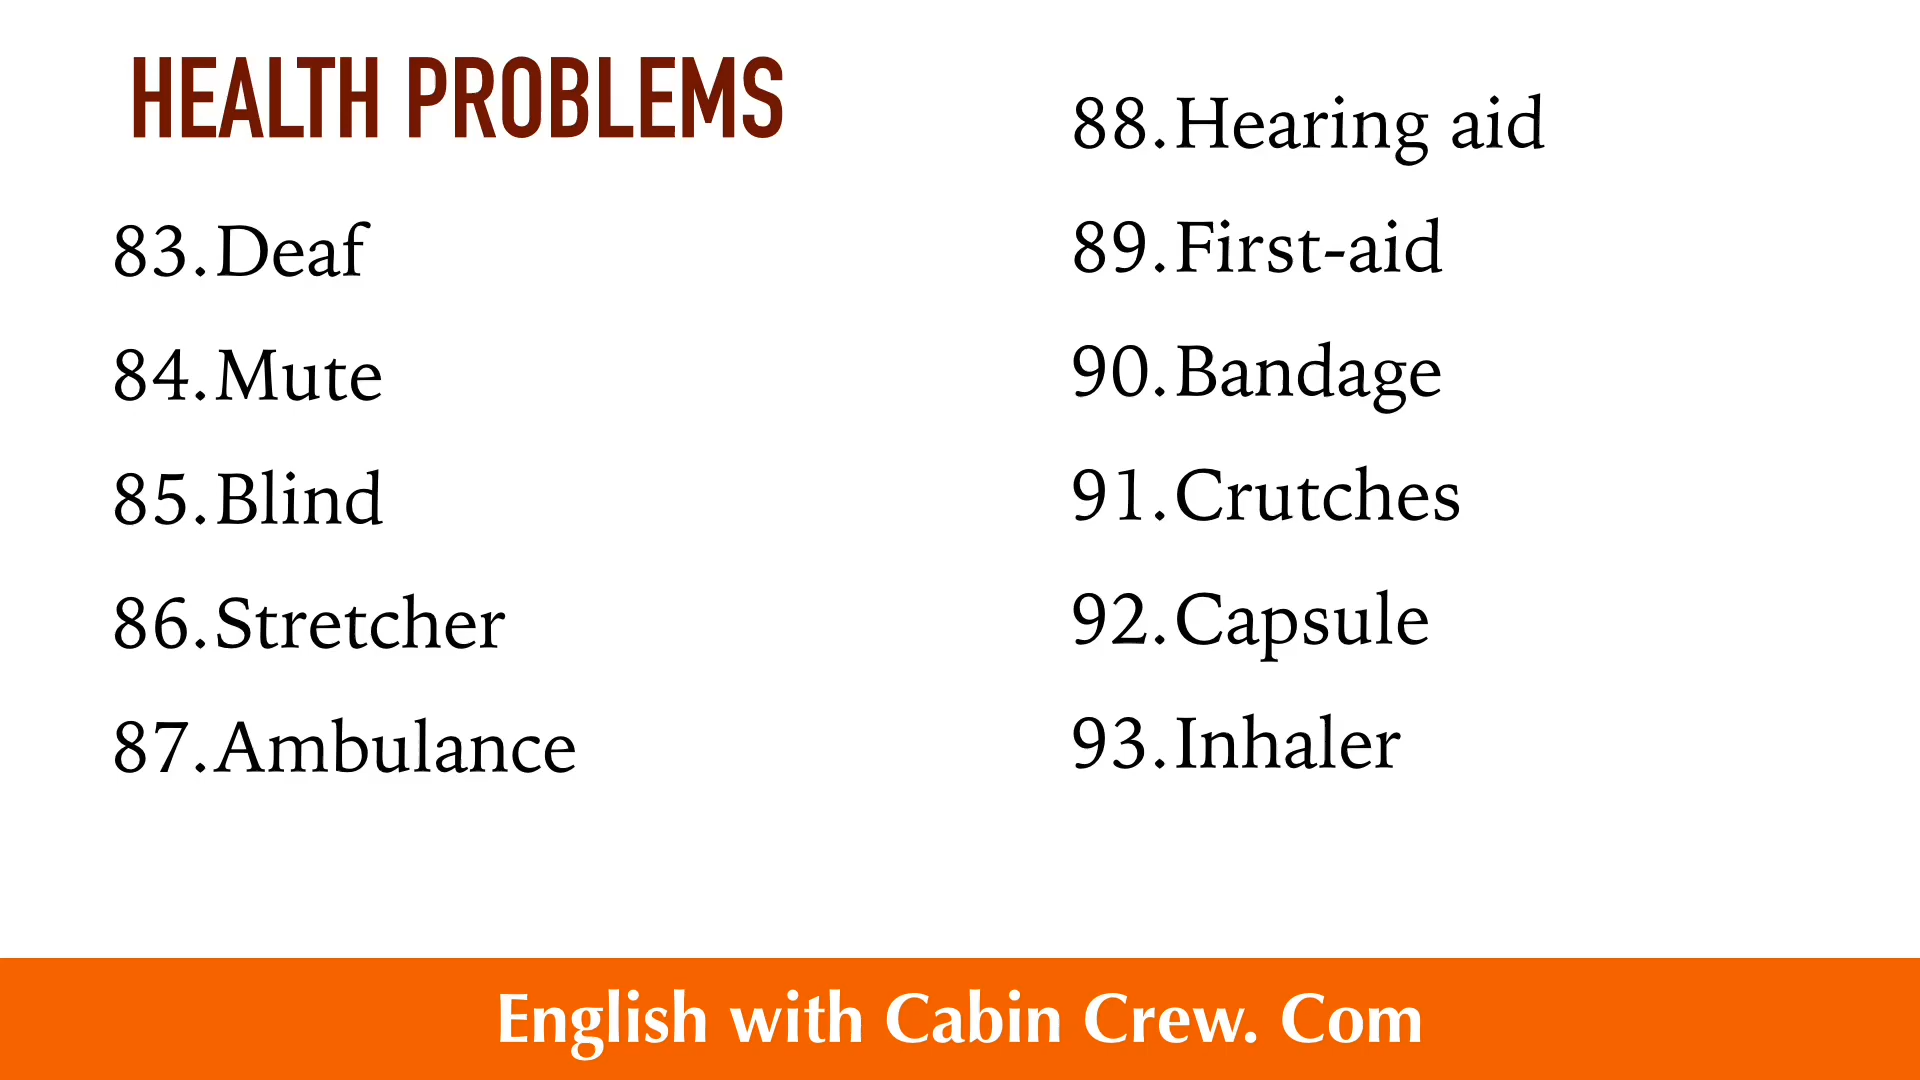 HEALTH PROBLEMS
83. Deaf
84. Mute
85. Blind
86. Stretcher
87. Ambulance
88. Hearing aid
89. First-aid
90. Bandage
91. Crutches
92. Capsule
93. Inhaler
English with Cabin Crew. Com